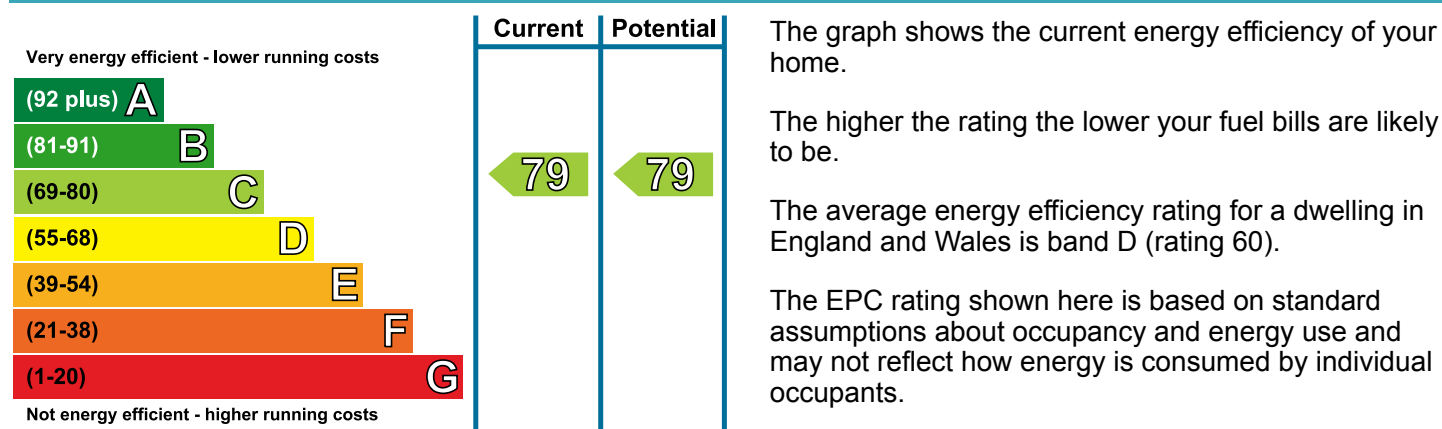 Current Potential
Very energy efficient - lower running costs
(92 plus) A
(81-91) B
(69-80) C
(55-68) D
(39-54) E
(21-38) F
(1-20) G
Not energy efficient - higher running costs
79 79
The graph shows the current energy efficiency of your
home.
The higher the rating the lower your fuel bills are likely
to be.
The average energy efficiency rating for a dwelling in
England and Wales is band D (rating 60).
The EPC rating shown here is based on standard
assumptions about occupancy and energy use and
may not reflect how energy is consumed by individual
occupants.